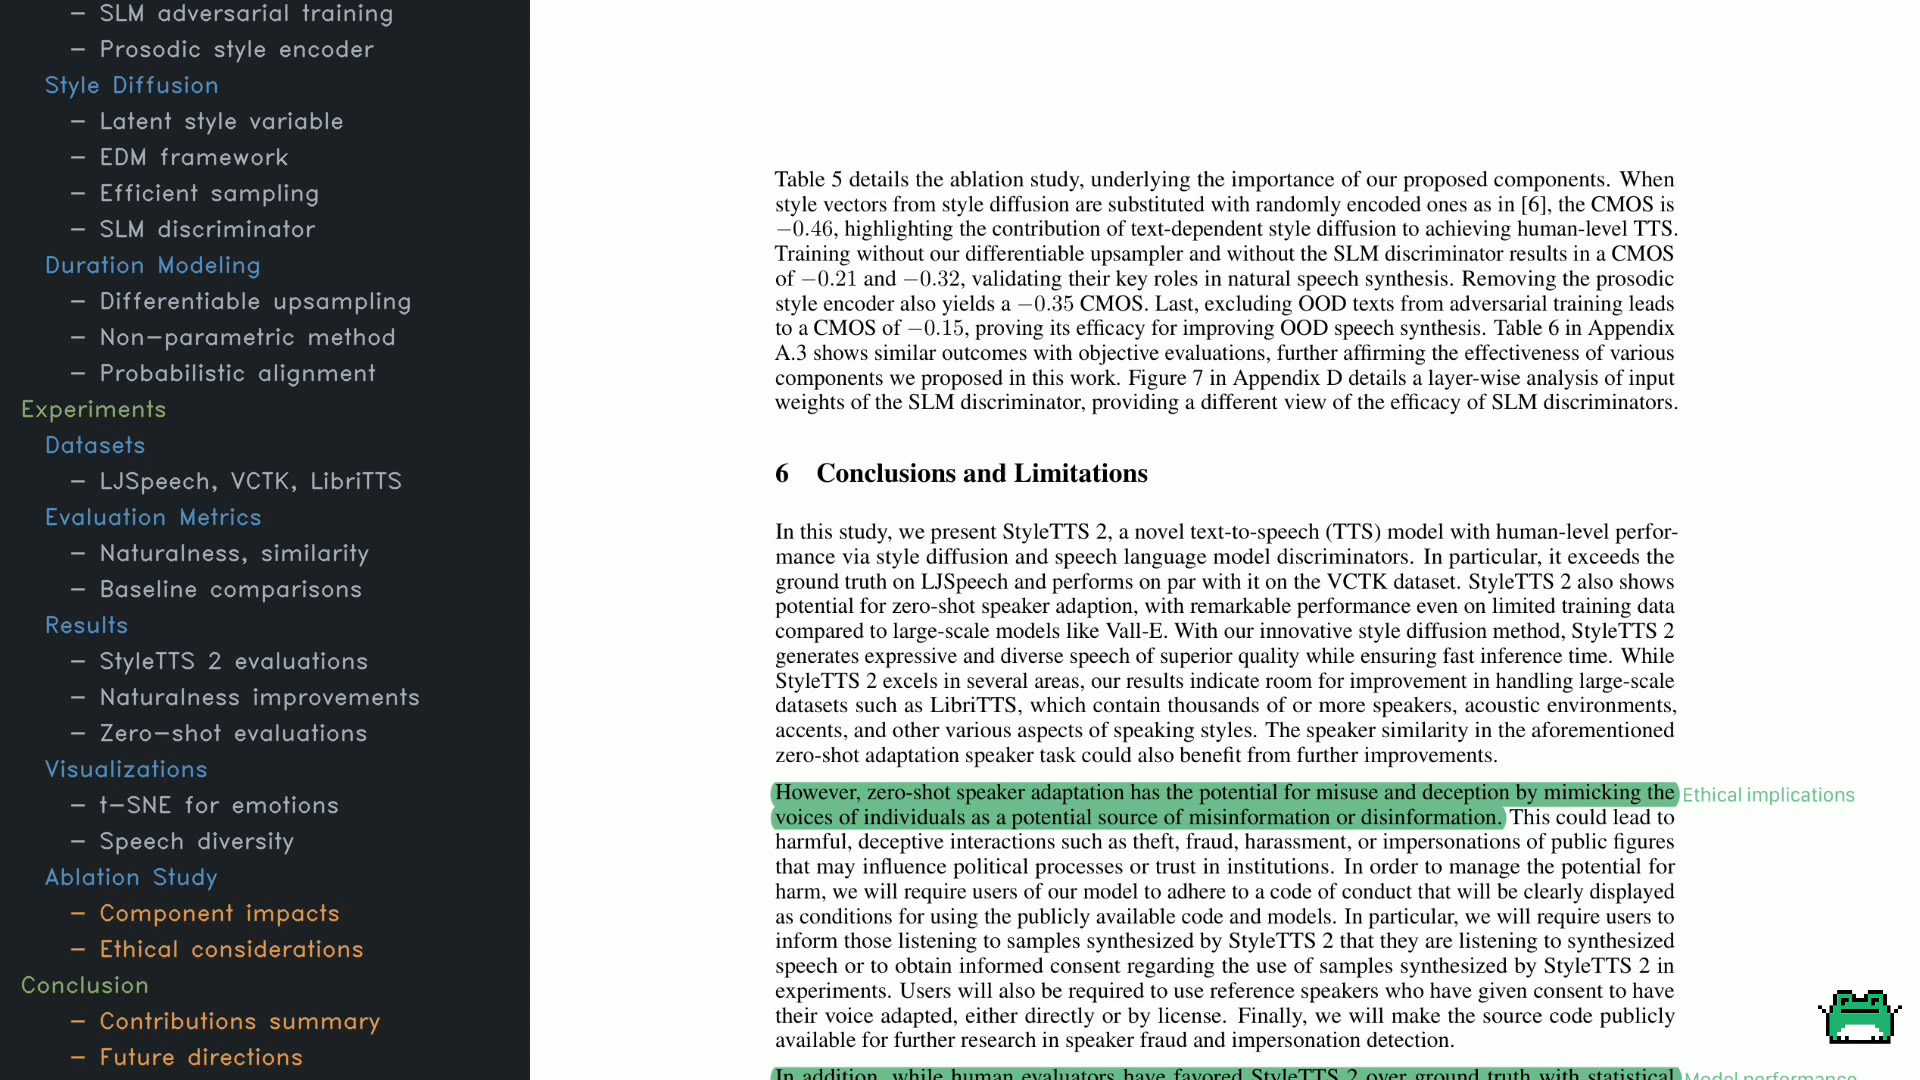 – SLM adversarial training
– Prosodic style encoder
Style Diffusion
– Latent style variable
– EDM framework
– Efficient sampling
– SLM discriminator
Duration Modeling
– Differentiable upsampling
– Non-parametric method
– Probabilistic alignment
Experiments
Datasets
– LJSpeech, VCTK, LibriTTS
Evaluation Metrics
– Naturalness, similarity
– Baseline comparisons
Results
– StyleTTS 2 evaluations
– Naturalness improvements
– Zero-shot evaluations
Visualizations
– t-SNE for emotions
– Speech diversity
Ablation Study
– Component impacts
– Ethical considerations
Conclusion
– Contributions summary
– Future directions
Table 5 details the ablation study, underlying the importance of our proposed components. When
style vectors from style diffusion are substituted with randomly encoded ones as in [6], the CMOS is
−0.46, highlighting the contribution of text-dependent style diffusion to achieving human-level TTS.
Training without our differentiable upsampler and without the SLM discriminator results in a CMOS
of −0.21 and −0.32, validating their key roles in natural speech synthesis. Removing the prosodic
style encoder also yields a −0.35 CMOS. Last, excluding OOD texts from adversarial training leads
to a CMOS of −0.15, proving its efficacy for improving OOD speech synthesis. Table 6 in Appendix
A.3 shows similar outcomes with objective evaluations, further affirming the effectiveness of various
components we proposed in this work. Figure 7 in Appendix D details a layer-wise analysis of input
weights of the SLM discriminator, providing a different view of the efficacy of SLM discriminators.
6 Conclusions and Limitations
In this study, we present StyleTTS 2, a novel text-to-speech (TTS) model with human-level perfor-
mance via style diffusion and speech language model discriminators. In particular, it exceeds the
ground truth on LJSpeech and performs on par with it on the VCTK dataset. StyleTTS 2 also shows
potential for zero-shot speaker adaption, with remarkable performance even on limited training data
compared to large-scale models like Vall-E. With our innovative style diffusion method, StyleTTS 2
generates expressive and diverse speech of superior quality while ensuring fast inference time. While
StyleTTS 2 excels in several areas, our results indicate room for improvement in handling large-scale
datasets such as LibriTTS, which contain thousands of or more speakers, acoustic environments,
accents, and other various aspects of speaking styles. The speaker similarity in the aforementioned
zero-shot adaptation speaker task could also benefit from further improvements.
However, zero-shot speaker adaptation has the potential for misuse and deception by mimicking the
Ethical implications
voices of individuals as a potential source of misinformation or disinformation. This could lead to
harmful, deceptive interactions such as theft, fraud, harassment, or impersonations of public figures
that may influence political processes or trust in institutions. In order to manage the potential for
harm, we will require users of our model to adhere to a code of conduct that will be clearly displayed
as conditions for using the publicly available code and models. In particular, we will require users to
inform those listening to samples synthesized by StyleTTS 2 that they are listening to synthesized
speech or to obtain informed consent regarding the use of samples synthesized by StyleTTS 2 in
experiments. Users will also be required to use reference speakers who have given consent to have
their voice adapted, either directly or by license. Finally, we will make the source code publicly
available for further research in speaker fraud and impersonation detection.
In addition, while human evaluators have favored StyleTTS 2 over ground truth with statistical
Model performance